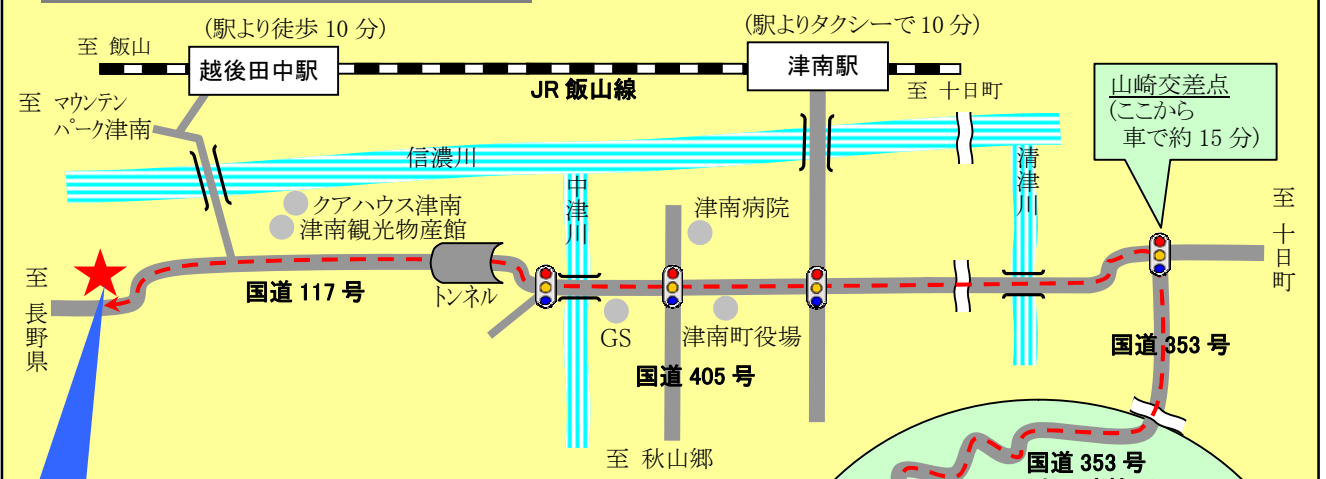 (駅より徒歩 10 分)
(駅よりタクシーで 10 分)
至 飯山
越後田中駅
津南駅
JR 飯山線
至 十日町
山崎交差点
(ここから
車で約 15 分)
至 マウンテン
パーク津南
信濃川
中津川
清津川
クアハウス津南
津南観光物産館
津南病院
至 十日町
至 長野県
国道 117 号
トンネル
GS
津南町役場
国道 405 号
国道 353 号
至 秋山郷
国道 353 号